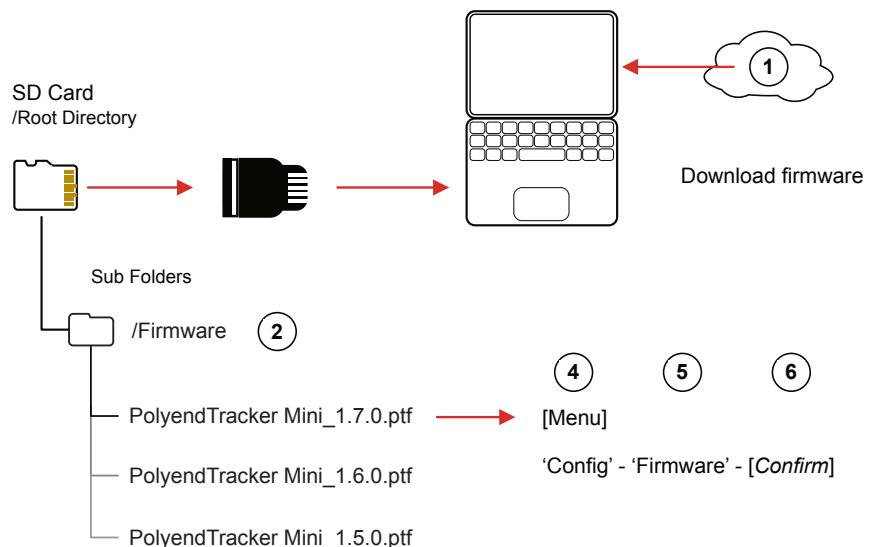 1
SD Card
/Root Directory
Download firmware
Sub Folders
/Firmware
2
4
5
6
PolyendTracker Mini_1.7.0.ptf
[Menu]
‘Config’ - ‘Firmware’ - [Confirm]
PolyendTracker Mini_1.6.0.ptf
PolyendTracker Mini_1.5.0.ptf